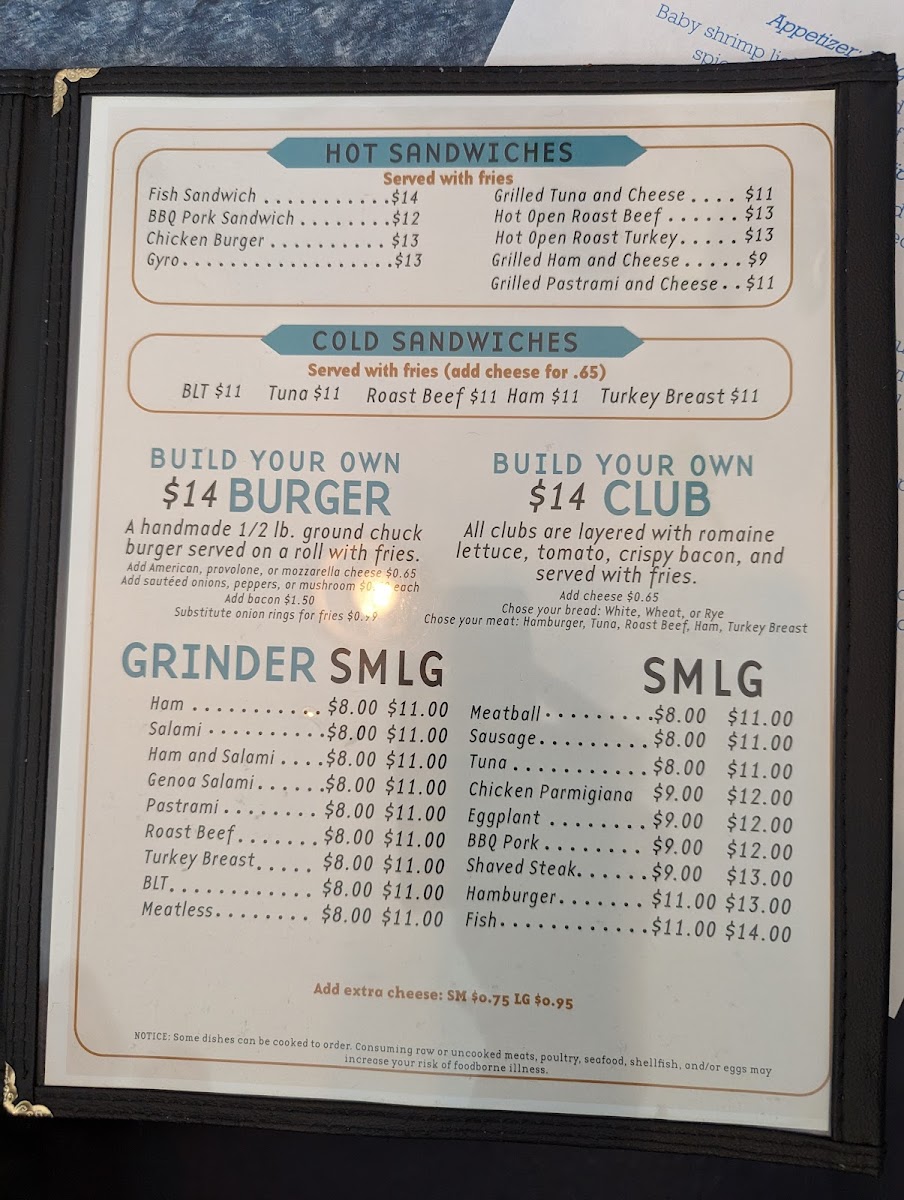 Appetizer
Baby shrimp
HOT SANDWICHES
Served with fries
Fish Sandwich . . . . . . . . . . . . $14
BBQ Pork Sandwich . . . . . . . . . $12
Chicken Burger . . . . . . . . . . . $13
Gyro . . . . . . . . . . . . . . . . . . . $13
Grilled Tuna and Cheese . . . . $11
Hot Open Roast Beef . . . . . . $13
Hot Open Roast Turkey . . . . . $13
Grilled Ham and Cheese . . . . . $9
Grilled Pastrami and Cheese . . $11
COLD SANDWICHES
Served with fries (add cheese for .65)
BLT $11 Tuna $11 Roast Beef $11 Ham $11 Turkey Breast $11
BUILD YOUR OWN
$14 BURGER
A handmade 1/2 lb. ground chuck
burger served on a roll with fries.
Add American, provolone, or mozzarella cheese $0.65
Add sautéed onions, peppers, or mushroom each
Add bacon $1.50
Substitute onion rings for fries
BUILD YOUR OWN
$14 CLUB
All clubs are layered with romaine
lettuce, tomato, crispy bacon, and
served with fries.
Add cheese $0.65
Chose your bread: White, Wheat, or Rye
Chose your meat: Hamburger, Tuna, Roast Beef, Ham, Turkey Breast
GRINDER SM LG
Ham . . . . . . . . . . . $8.00 $11.00
Salami . . . . . . . . . . . $8.00 $11.00
Ham and Salami . . . . $8.00 $11.00
Genoa Salami . . . . . . $8.00 $11.00
Pastrami . . . . . . . . $8.00 $11.00
Roast Beef . . . . . . . $8.00 $11.00
Turkey Breast . . . . . $8.00 $11.00
BLT . . . . . . . . . . . . $8.00 $11.00
Meatless . . . . . . . . $8.00 $11.00
SM LG
Meatball . . . . . . . . . $8.00 $11.00
Sausage . . . . . . . . . $8.00 $11.00
Tuna . . . . . . . . . . . $8.00 $11.00
Chicken Parmigiana $9.00 $12.00
Eggplant . . . . . . . . $9.00 $12.00
BBQ Pork . . . . . . . . $9.00 $12.00
Shaved Steak . . . . . . $9.00 $13.00
Hamburger . . . . . . . $11.00 $13.00
Fish . . . . . . . . . . . . $11.00 $14.00
Add extra cheese: SM $0.75 LG $0.95
NOTICE: Some dishes can be cooked to order. Consuming raw or uncooked meats, poultry, seafood, shellfish, and/or eggs may
increase your risk of foodborne illness.